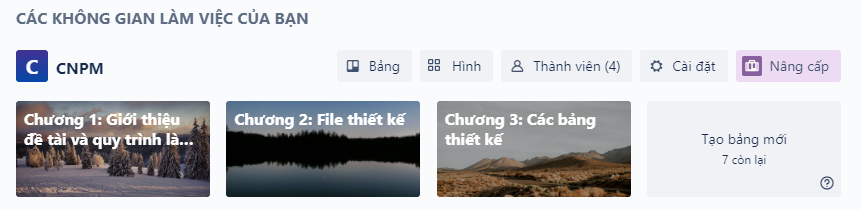 CÁC KHÔNG GIAN LÀM VIỆC CỦA BẠN
C CNPM Bảng Hình Thành viên (4) Cài đặt Nâng cấp
Chương 1: Giới thiệu
đề tài và quy trình là...
Chương 2: File thiết kế
Chương 3: Các bảng
thiết kế
Tạo bảng mới
7 còn lại